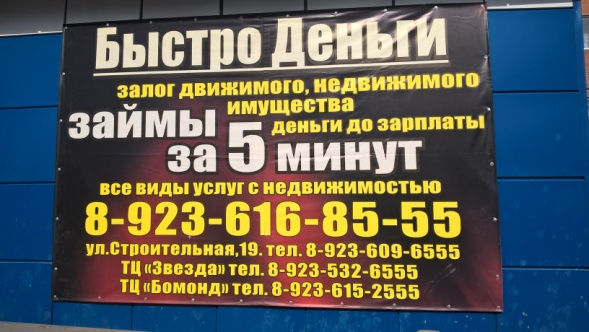 Быстро Деньги
залог движимого, недвижимого
имущества
займы деньги до зарплаты
за 5 минут
все виды услуг с недвижимостью
8-923-616-85-55
ул.Строительная,19. тел. 8-923-609-6555
ТЦ «Звезда» тел. 8-923-532-6555
ТЦ «Бомонд» тел. 8-923-615-2555